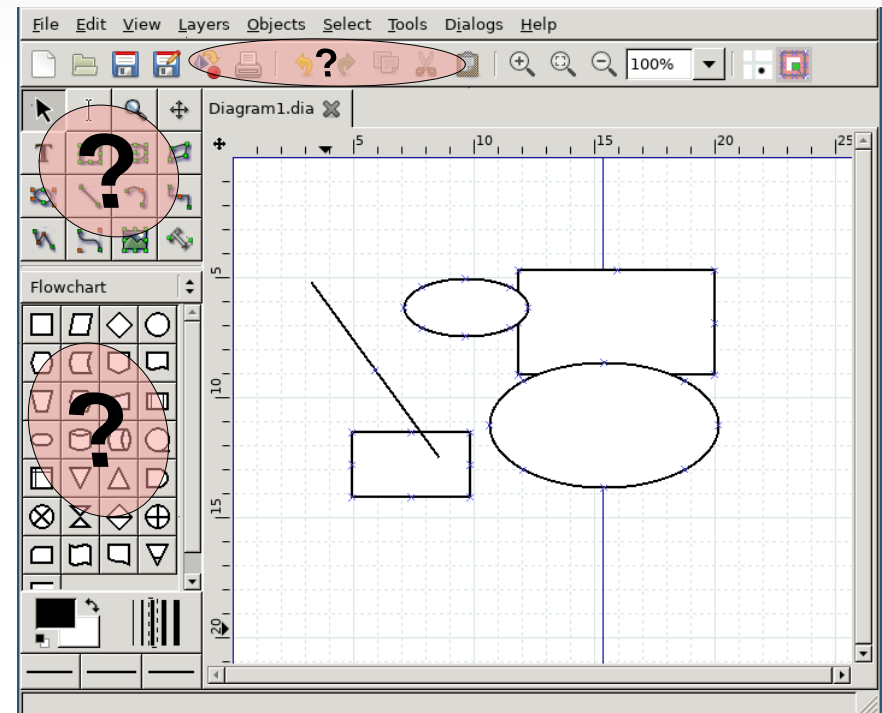 File Edit View Layers Objects Select Tools Dialogs Help
? 100%
Diagram1.dia
5 10 15 20 25
T ?
5
Flowchart
10
?
15
20